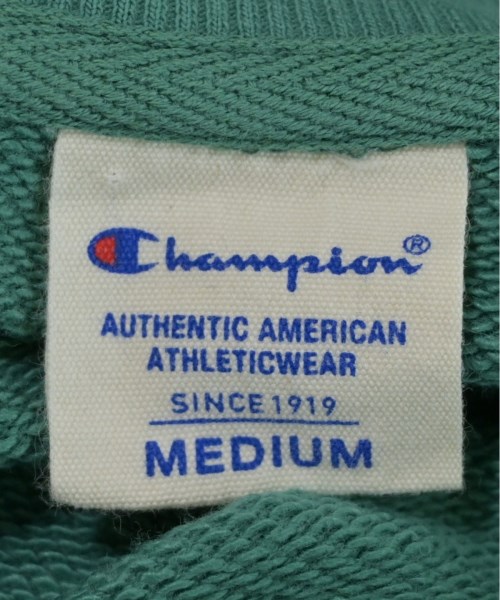 Champion®
AUTHENTIC AMERICAN
ATHLETICWEAR
SINCE 1919
MEDIUM